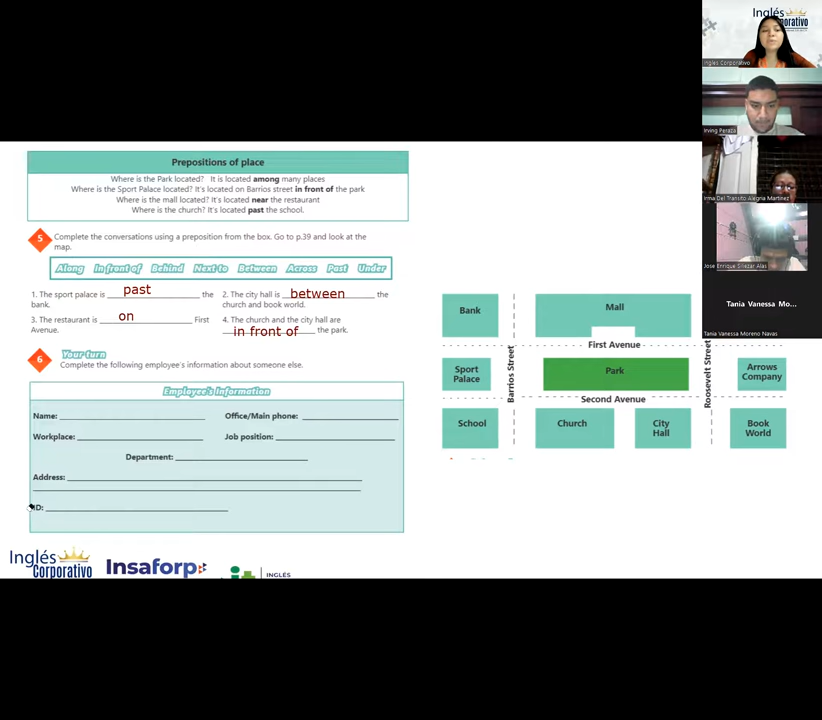 Prepositions of place
Where is the Park located? It is located among many places
Where is the Sport Palace located? It's located on Barrios street in front of the park
Where is the mall located? It's located near the restaurant
Where is the church? It's located past the school.
5 Complete the conversations using a preposition from the box. Go to p.39 and look at the
map.
Along In front of Behind Next to Between Across Past Under
1. The sport palace is past the
bank.
2. The city hall is between the
church and book world.
3. The restaurant is on First
Avenue.
4. The church and the city hall are
in front of the park.
6 Your turn
Complete the following employee's information about someone else.
Employee's Information
Name: Office/Main phone:
Workplace: Job position:
Department:
Address:
ID:
Inglés
Corporativo
Insaforp
INGLÉS
Bank
Mall
First Avenue
Barrios Street
Roosevelt Street
Sport
Palace
Park
Arrows
Company
Second Avenue
School
Church
City
Hall
Book
World
Inglés
Corporativo
Inglés Corporativo
Irving Peraza
Irma Del Transito Alegria Martinez
Jose Enrique Sillezar Alas
Tania Vanessa Mo...
Tania Vanessa Moreno Navas